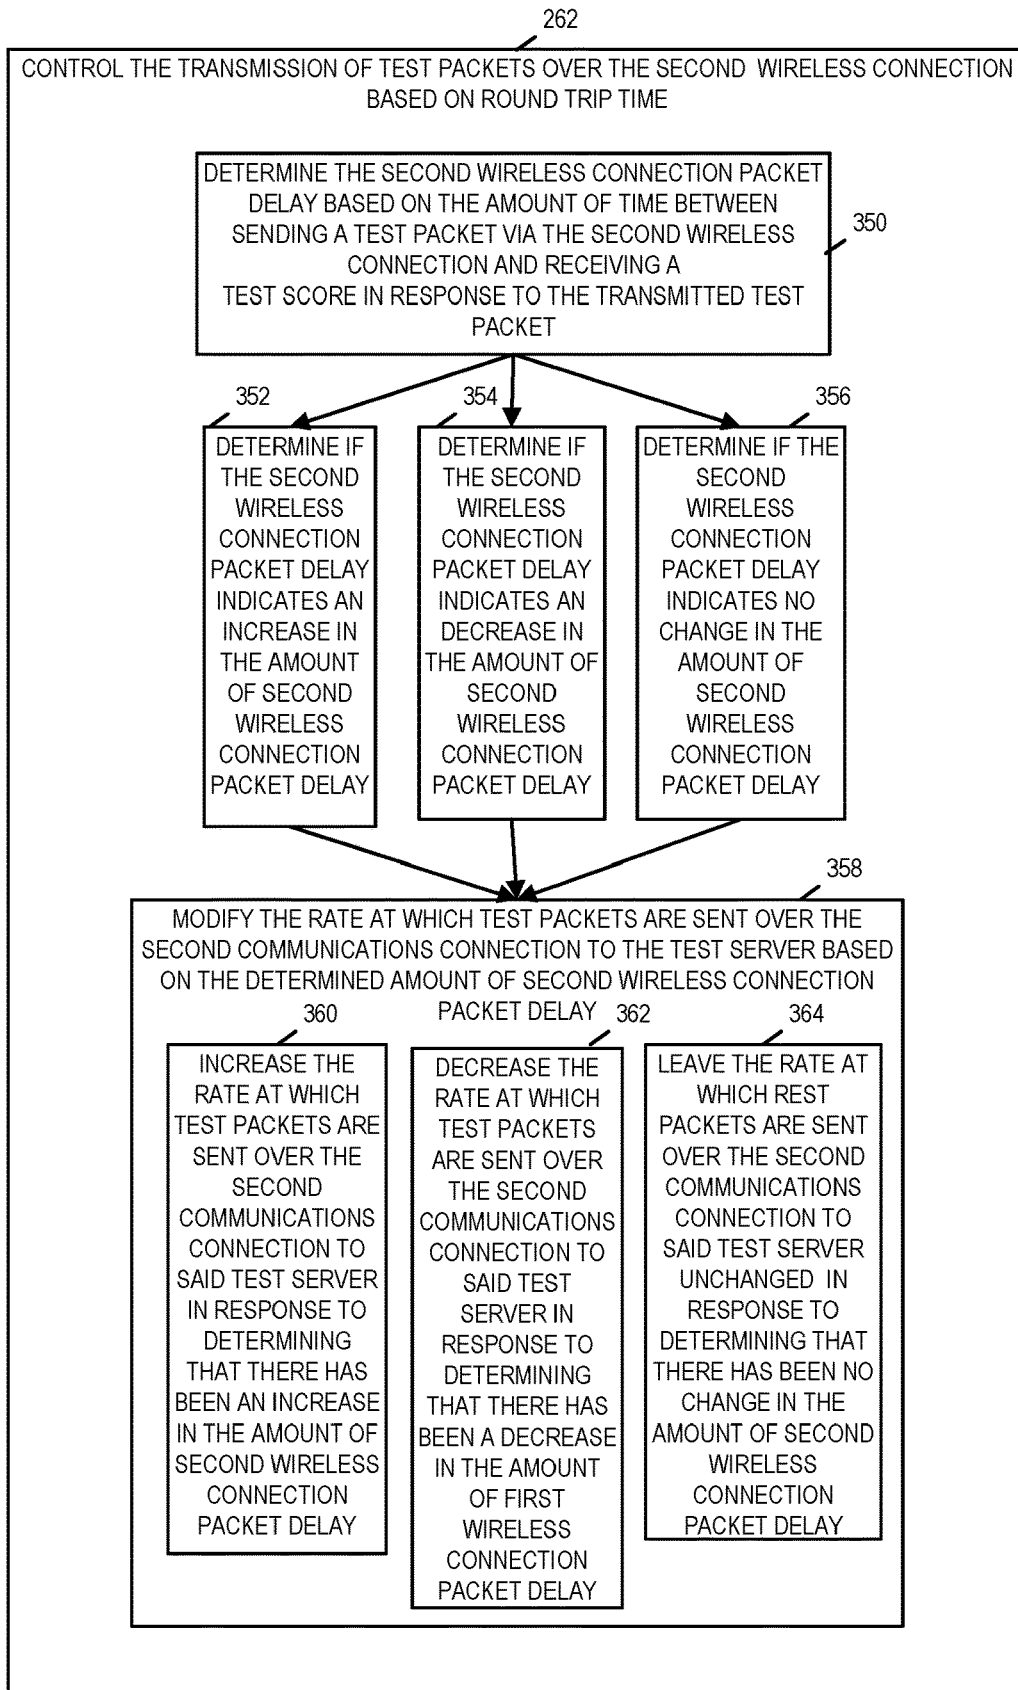 262
CONTROL THE TRANSMISSION OF TEST PACKETS OVER THE SECOND WIRELESS CONNECTION
BASED ON ROUND TRIP TIME
DETERMINE THE SECOND WIRELESS CONNECTION PACKET
DELAY BASED ON THE AMOUNT OF TIME BETWEEN
SENDING A TEST PACKET VIA THE SECOND WIRELESS
CONNECTION AND RECEIVING A
TEST SCORE IN RESPONSE TO THE TRANSMITTED TEST
PACKET
350
352
DETERMINE IF
THE SECOND
WIRELESS
CONNECTION
PACKET DELAY
INDICATES AN
INCREASE IN
THE AMOUNT
OF SECOND
WIRELESS
CONNECTION
PACKET DELAY
354
DETERMINE IF
THE SECOND
WIRELESS
CONNECTION
PACKET DELAY
INDICATES AN
DECREASE IN
THE AMOUNT OF
SECOND
WIRELESS
CONNECTION
PACKET DELAY
356
DETERMINE IF THE
SECOND
WIRELESS
CONNECTION
PACKET DELAY
INDICATES NO
CHANGE IN THE
AMOUNT OF
SECOND
WIRELESS
CONNECTION
PACKET DELAY
358
MODIFY THE RATE AT WHICH TEST PACKETS ARE SENT OVER THE
SECOND COMMUNICATIONS CONNECTION TO THE TEST SERVER BASED
ON THE DETERMINED AMOUNT OF SECOND WIRELESS CONNECTION
PACKET DELAY
360
INCREASE THE
RATE AT WHICH
TEST PACKETS ARE
SENT OVER THE
SECOND
COMMUNICATIONS
CONNECTION TO
SAID TEST SERVER
IN RESPONSE TO
DETERMINING
THAT THERE HAS
BEEN AN INCREASE
IN THE AMOUNT OF
SECOND WIRELESS
CONNECTION
PACKET DELAY
362
DECREASE THE
RATE AT WHICH
TEST PACKETS
ARE SENT OVER
THE SECOND
COMMUNICATIONS
CONNECTION TO
SAID TEST
SERVER IN
RESPONSE TO
DETERMINING
THAT THERE HAS
BEEN A DECREASE
IN THE AMOUNT
OF FIRST
WIRELESS
CONNECTION
PACKET DELAY
364
LEAVE THE RATE AT
WHICH REST
PACKETS ARE SENT
OVER THE SECOND
COMMUNICATIONS
CONNECTION TO
SAID TEST SERVER
UNCHANGED IN
RESPONSE TO
DETERMINING THAT
THERE HAS BEEN NO
CHANGE IN THE
AMOUNT OF SECOND
WIRELESS
CONNECTION
PACKET DELAY